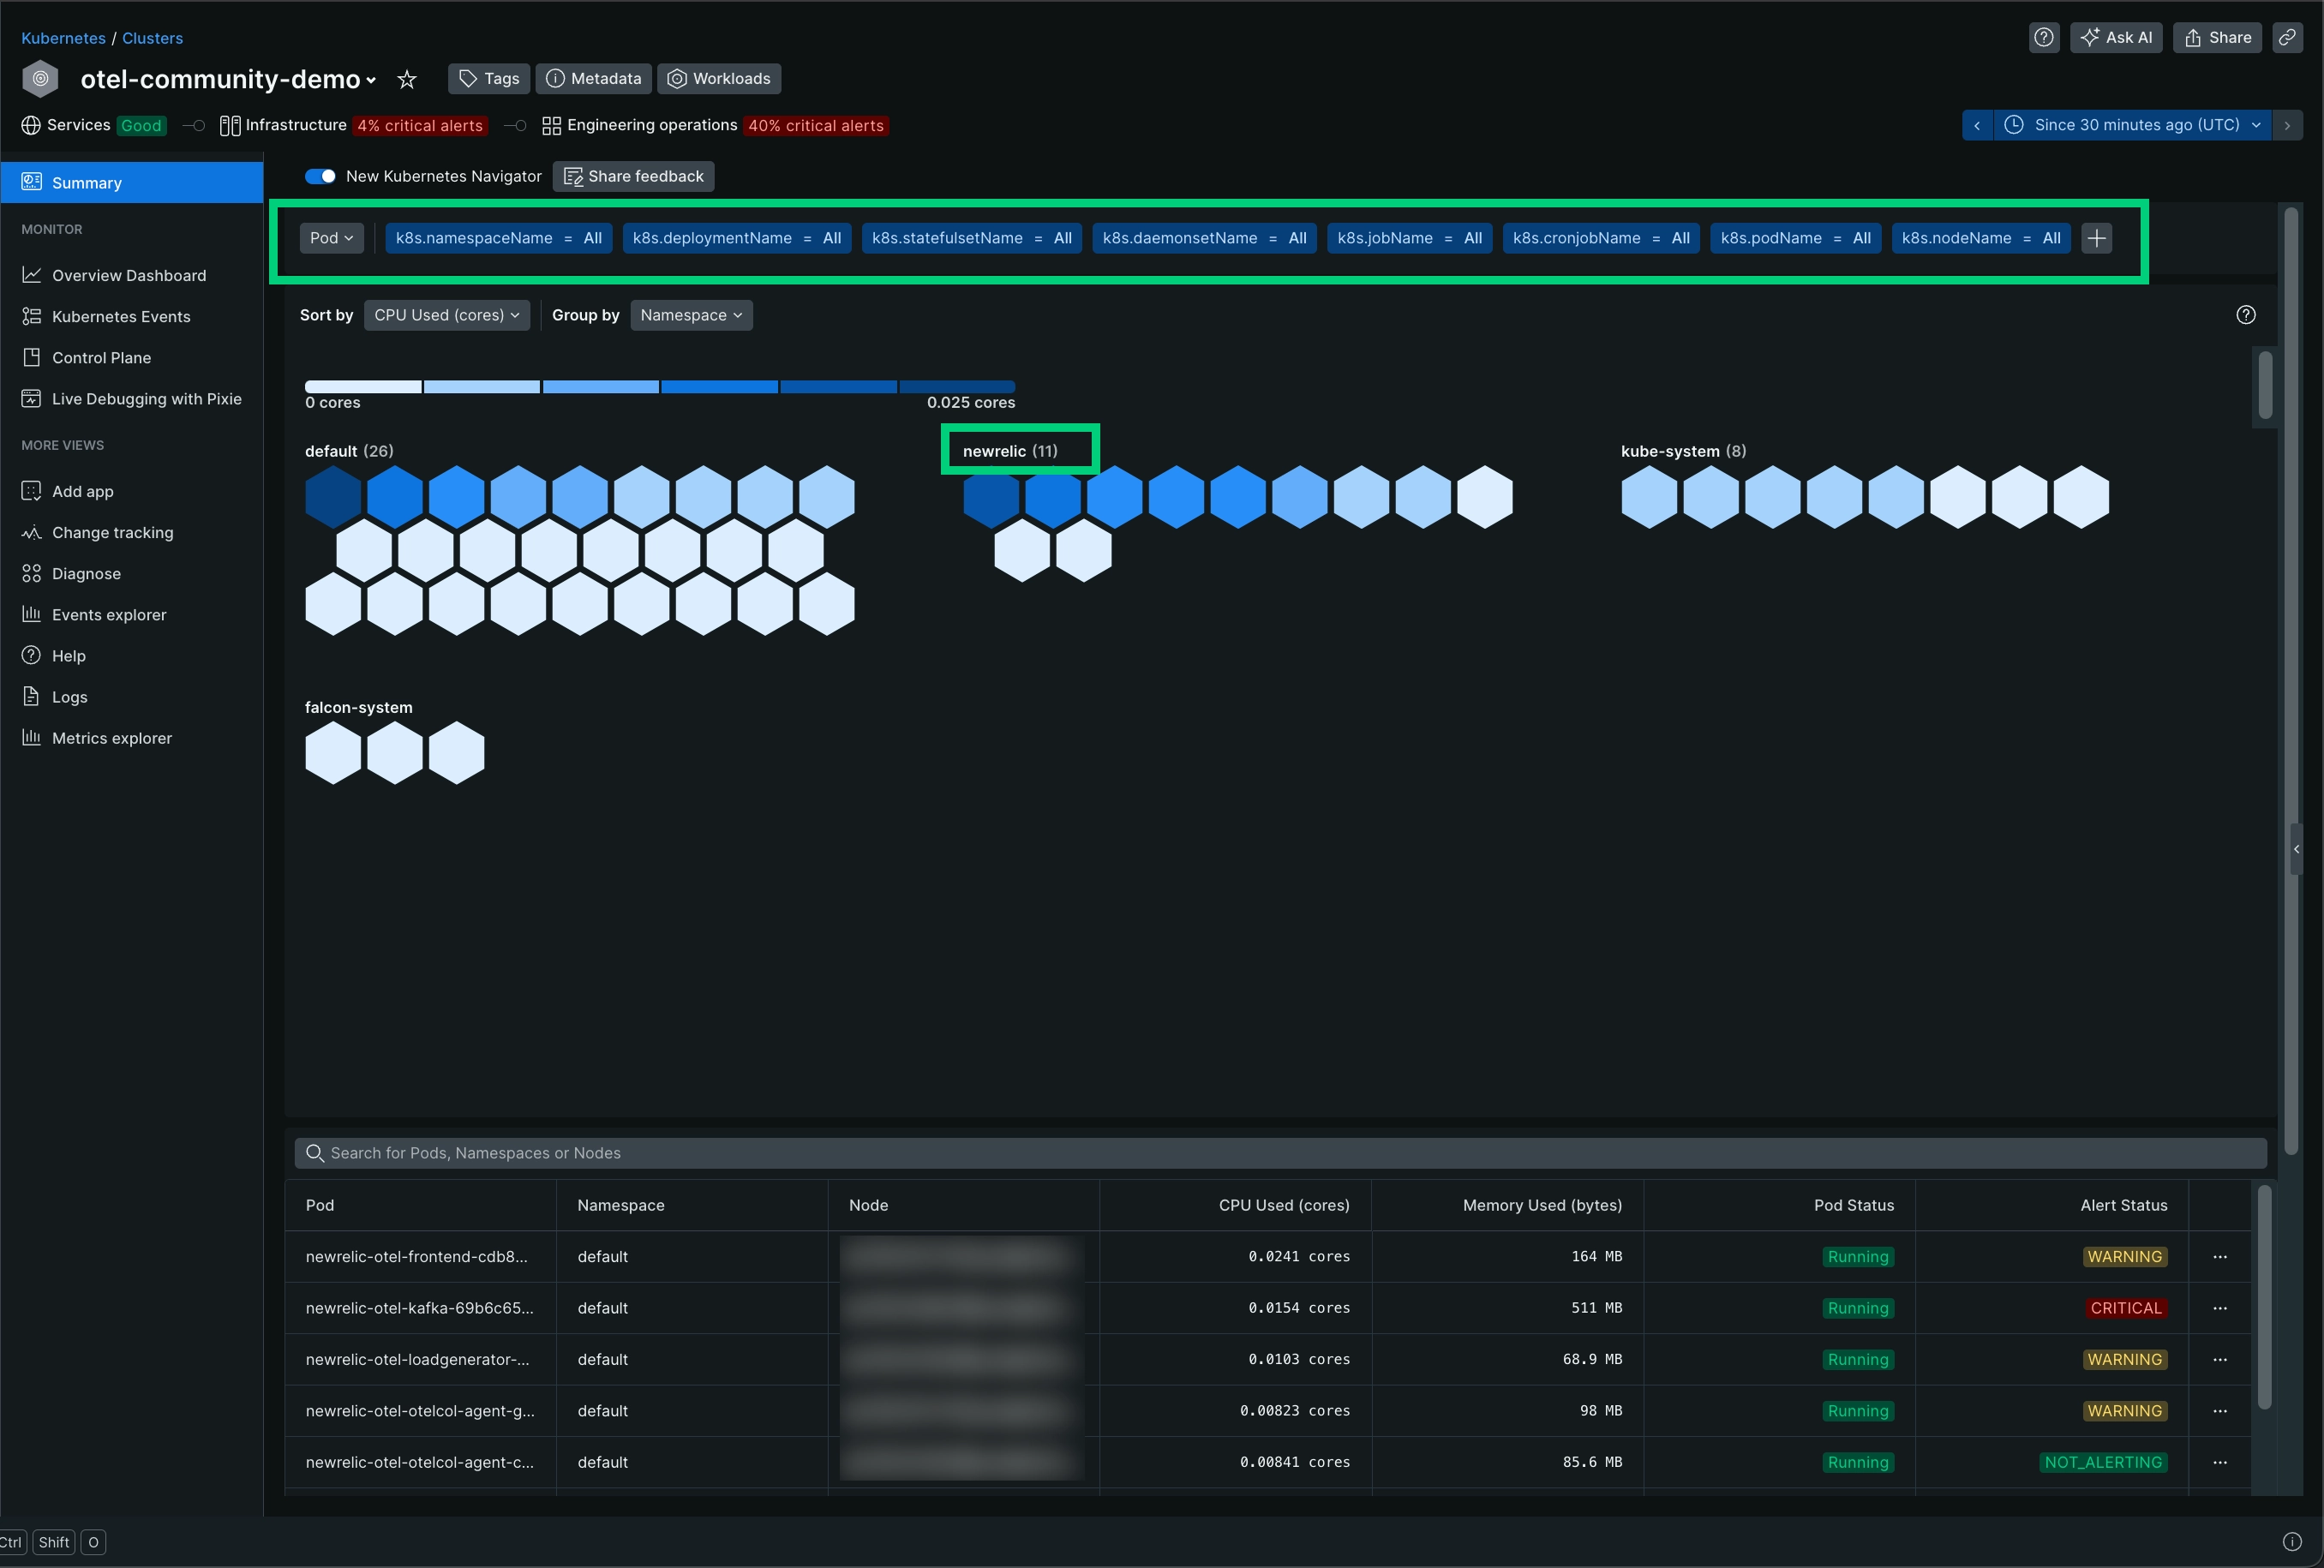 Kubernetes / Clusters
Ask AI
Share
otel-community-demo
Tags
Metadata
Workloads
Services Good
Infrastructure 4% critical alerts
Engineering operations 40% critical alerts
Since 30 minutes ago (UTC)
Summary
MONITOR
Overview Dashboard
Kubernetes Events
Control Plane
Live Debugging with Pixie
MORE VIEWS
Add app
Change tracking
Diagnose
Events explorer
Help
Logs
Metrics explorer
New Kubernetes Navigator
Share feedback
Pod
k8s.namespaceName = All
k8s.deploymentName = All
k8s.statefulsetName = All
k8s.daemonsetName = All
k8s.jobName = All
k8s.cronjobName = All
k8s.podName = All
k8s.nodeName = All
Sort by CPU Used (cores)
Group by Namespace
0 cores
0.025 cores
default (26)
newrelic (11)
kube-system (8)
falcon-system
Search for Pods, Namespaces or Nodes
Pod Namespace Node CPU Used (cores) Memory Used (bytes) Pod Status Alert Status
newrelic-otel-frontend-cdb8... default 0.0241 cores 164 MB Running WARNING ...
newrelic-otel-kafka-69b6c65... default 0.0154 cores 511 MB Running CRITICAL ...
newrelic-otel-loadgenerator-... default 0.0103 cores 68.9 MB Running WARNING ...
newrelic-otel-otelcol-agent-g... default 0.00823 cores 98 MB Running WARNING ...
newrelic-otel-otelcol-agent-c... default 0.00841 cores 85.6 MB Running NOT_ALERTING ...
Ctrl Shift O